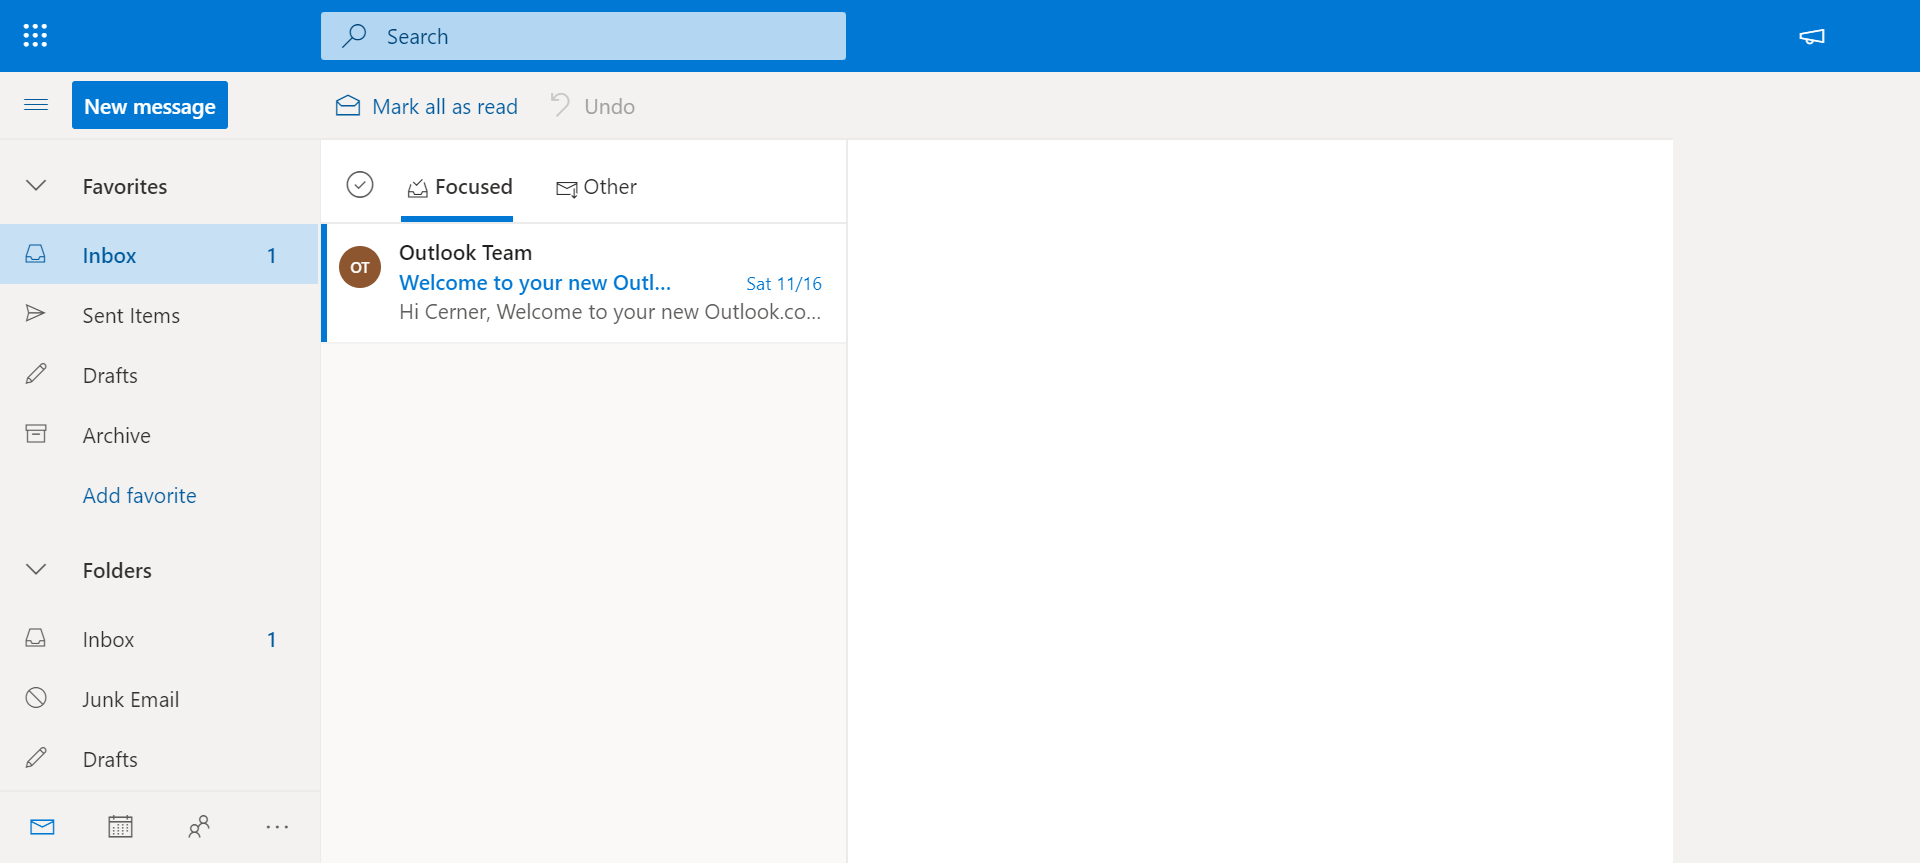 Search
New message
Mark all as read
Undo
Favorites
Focused
Other
Inbox 1
Sent Items
Drafts
Archive
Add favorite
Folders
Inbox 1
Junk Email
Drafts
OT
Outlook Team
Welcome to your new Outl...
Sat 11/16
Hi Cerner, Welcome to your new Outlook.co...